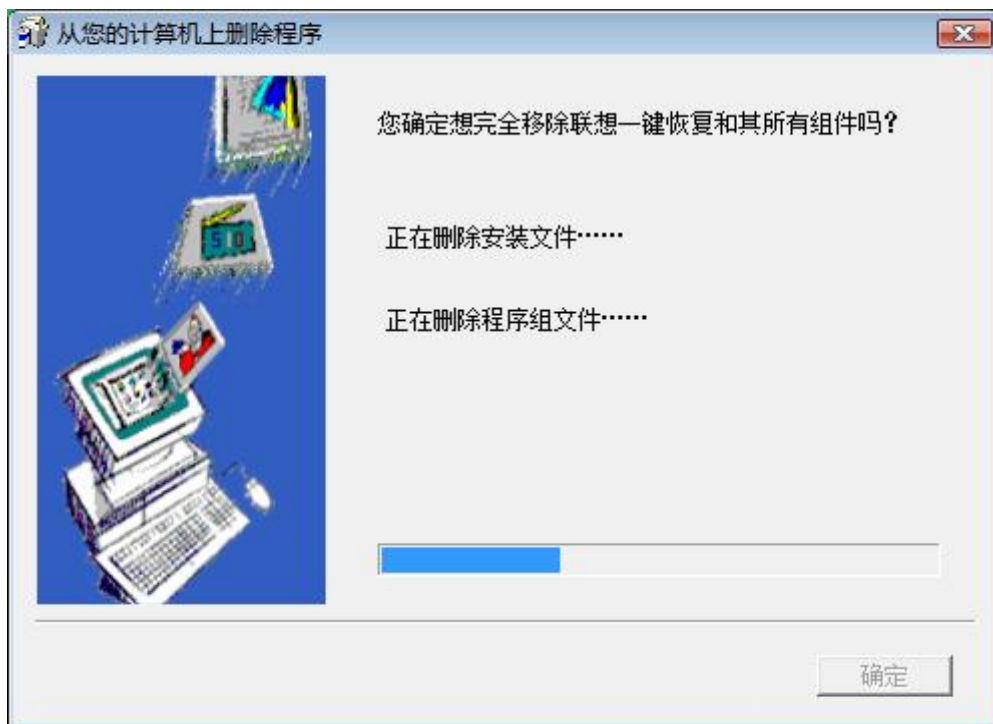 从您的计算机上删除程序
您确定想完全移除联想一键恢复和其所有组件吗?
正在删除安装文件……
正在删除程序组文件……
确定